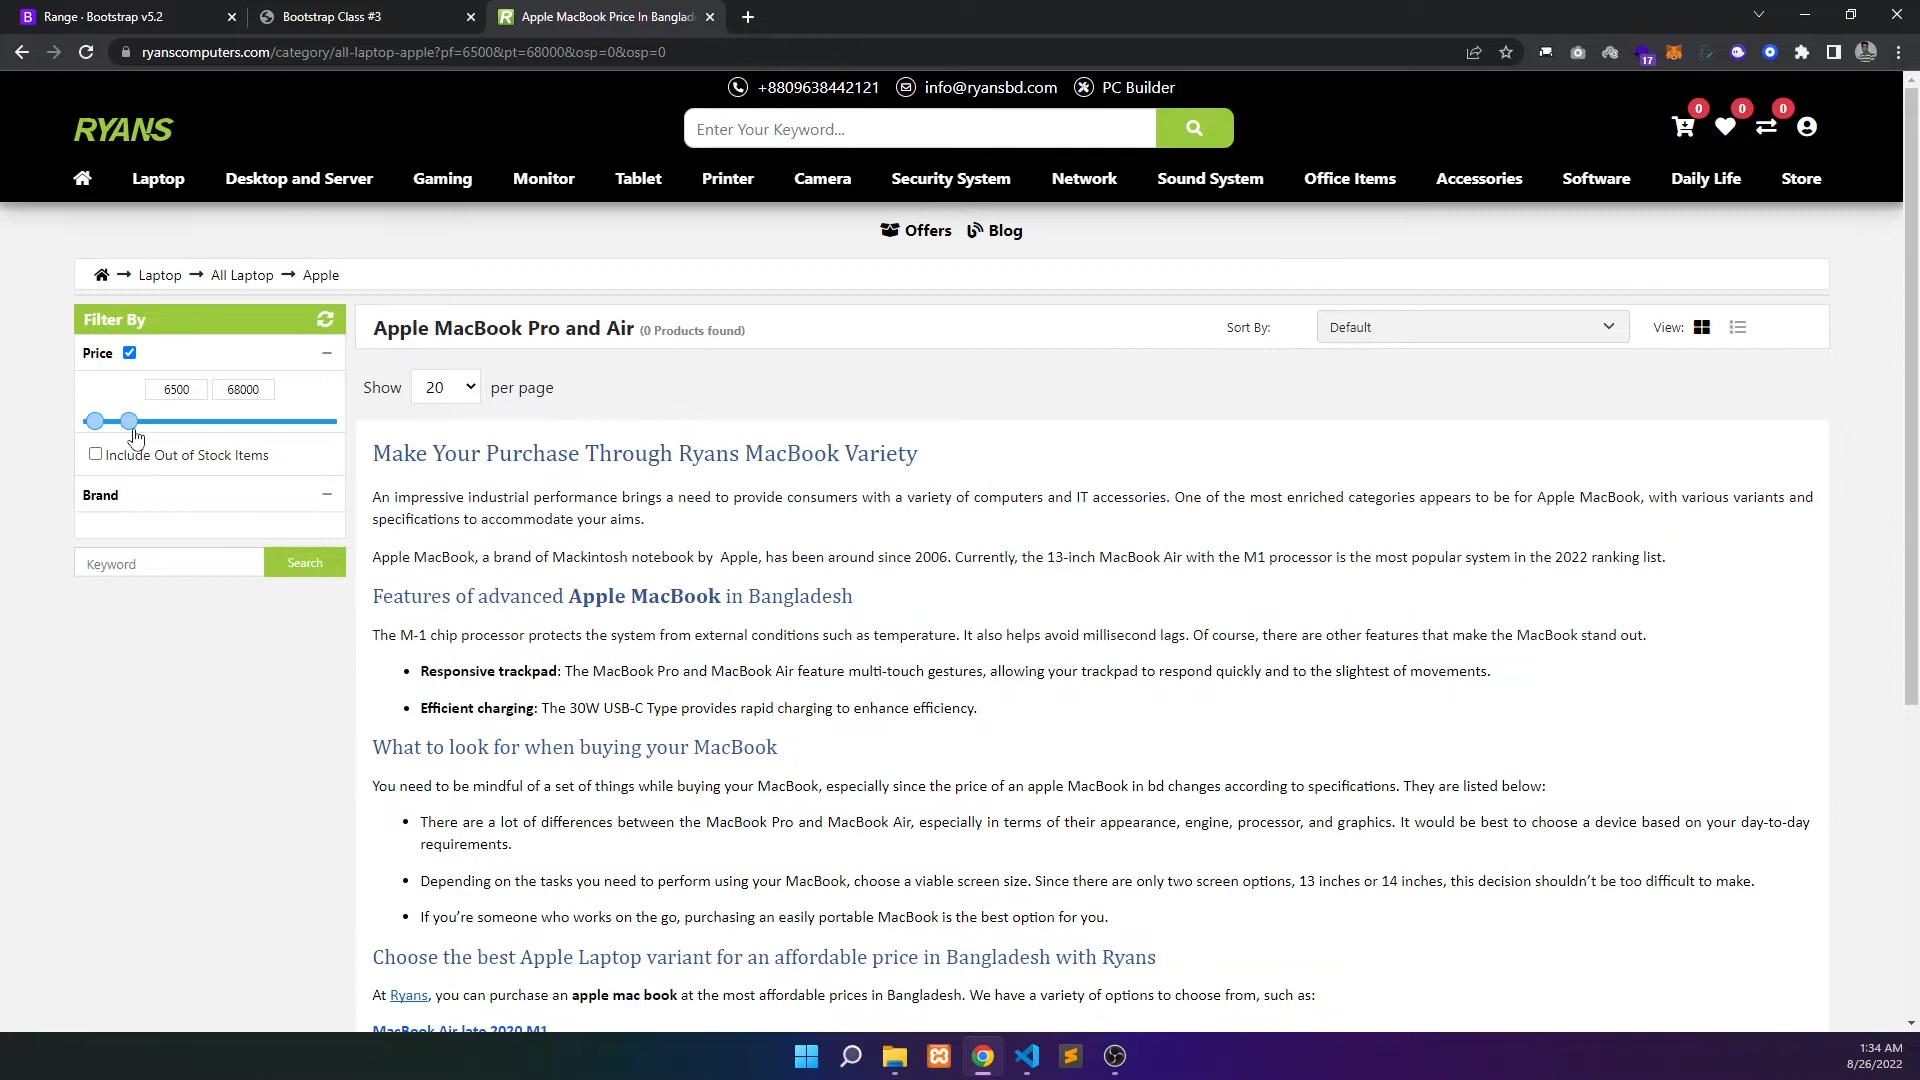 Range · Bootstrap v5.2
Bootstrap Class #3
Apple MacBook Price In Banglad
ryanscomputers.com/category/all-laptop-apple?pf=6500&pt=68000&osp=0&osp=0
17
+8809638442121 info@ryansbd.com PC Builder
RYANS
Enter Your Keyword...
0 0 0
Laptop Desktop and Server Gaming Monitor Tablet Printer Camera Security System Network Sound System Office Items Accessories Software Daily Life Store
Offers Blog
Laptop → All Laptop → Apple
Filter By
Price
6500 68000
Include Out of Stock Items
Brand
Keyword Search
Apple MacBook Pro and Air (0 Products found)
Sort By: Default View:
Show 20 per page
Make Your Purchase Through Ryans MacBook Variety
An impressive industrial performance brings a need to provide consumers with a variety of computers and IT accessories. One of the most enriched categories appears to be for Apple MacBook, with various variants and
specifications to accommodate your aims.
Apple MacBook, a brand of Mackintosh notebook by Apple, has been around since 2006. Currently, the 13-inch MacBook Air with the M1 processor is the most popular system in the 2022 ranking list.
Features of advanced Apple MacBook in Bangladesh
The M-1 chip processor protects the system from external conditions such as temperature. It also helps avoid millisecond lags. Of course, there are other features that make the MacBook stand out.
• Responsive trackpad: The MacBook Pro and MacBook Air feature multi-touch gestures, allowing your trackpad to respond quickly and to the slightest of movements.
• Efficient charging: The 30W USB-C Type provides rapid charging to enhance efficiency.
What to look for when buying your MacBook
You need to be mindful of a set of things while buying your MacBook, especially since the price of an apple MacBook in bd changes according to specifications. They are listed below:
• There are a lot of differences between the MacBook Pro and MacBook Air, especially in terms of their appearance, engine, processor, and graphics. It would be best to choose a device based on your day-to-day
requirements.
• Depending on the tasks you need to perform using your MacBook, choose a viable screen size. Since there are only two screen options, 13 inches or 14 inches, this decision shouldn't be too difficult to make.
• If you're someone who works on the go, purchasing an easily portable MacBook is the best option for you.
Choose the best Apple Laptop variant for an affordable price in Bangladesh with Ryans
At Ryans, you can purchase an apple mac book at the most affordable prices in Bangladesh. We have a variety of options to choose from, such as:
MacBook Air late 2020 M1
1:34 AM
8/26/2022